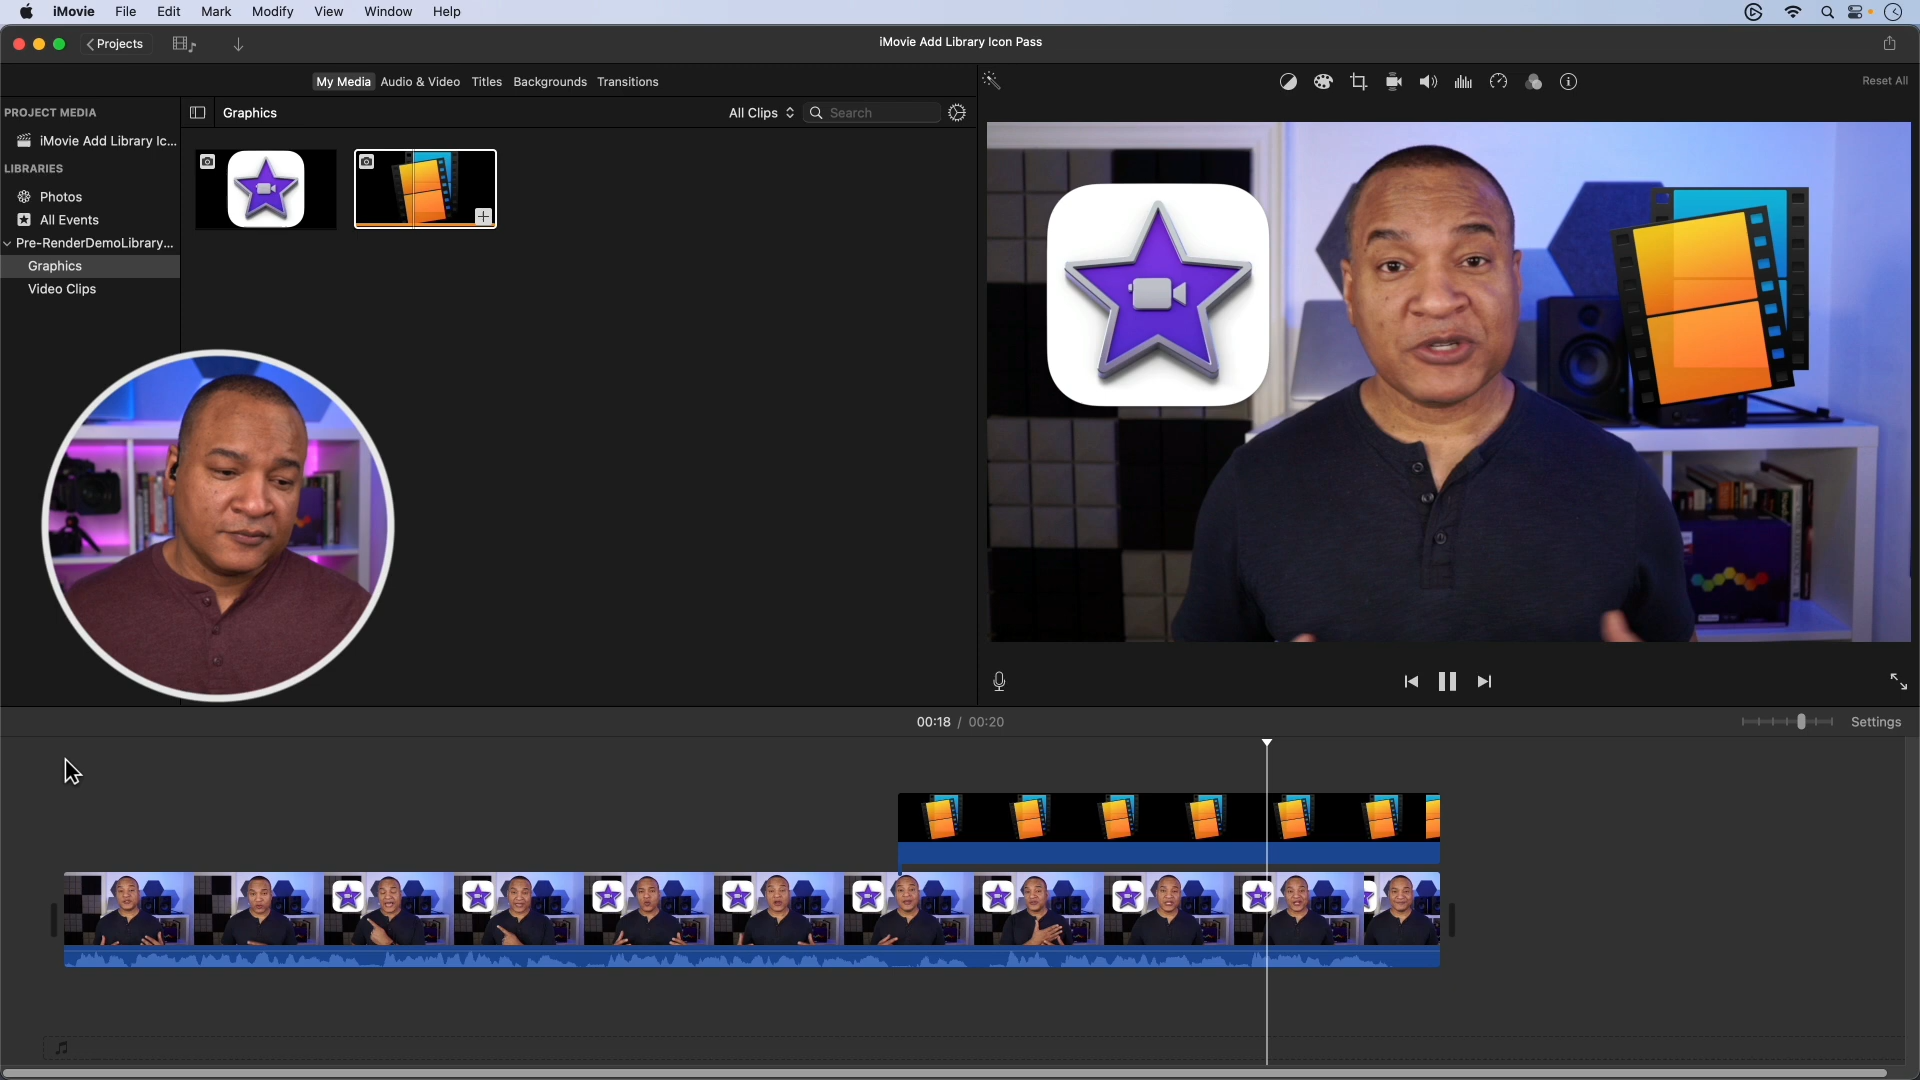 iMovie File Edit Mark Modify View Window Help
Projects
iMovie Add Library Icon Pass
My Media Audio & Video Titles Backgrounds Transitions
Reset All
PROJECT MEDIA
Graphics
All Clips
Search
iMovie Add Library Ic...
LIBRARIES
Photos
All Events
Pre-RenderDemoLibrary...
Graphics
Video Clips
00:18 / 00:20
Settings